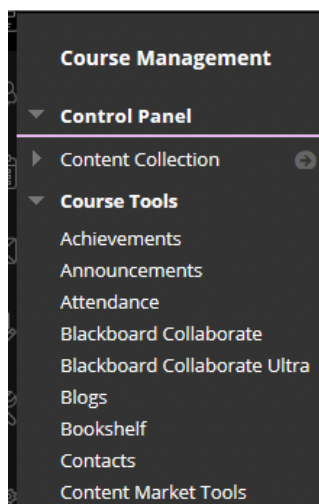 Course Management
Control Panel
Content Collection
Course Tools
Achievements
Announcements
Attendance
Blackboard Collaborate
Blackboard Collaborate Ultra
Blogs
Bookshelf
Contacts
Content Market Tools